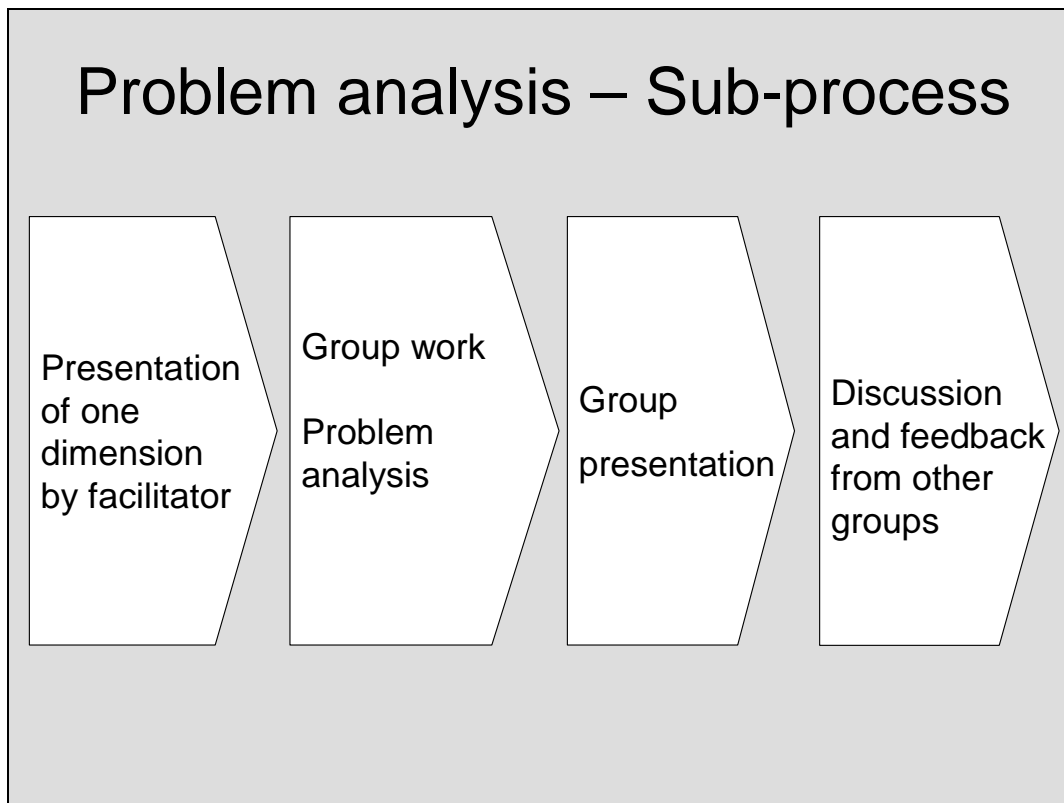 Problem analysis – Sub-process
Presentation
of one
dimension
by facilitator
Group work
Problem
analysis
Group
presentation
Discussion
and feedback
from other
groups